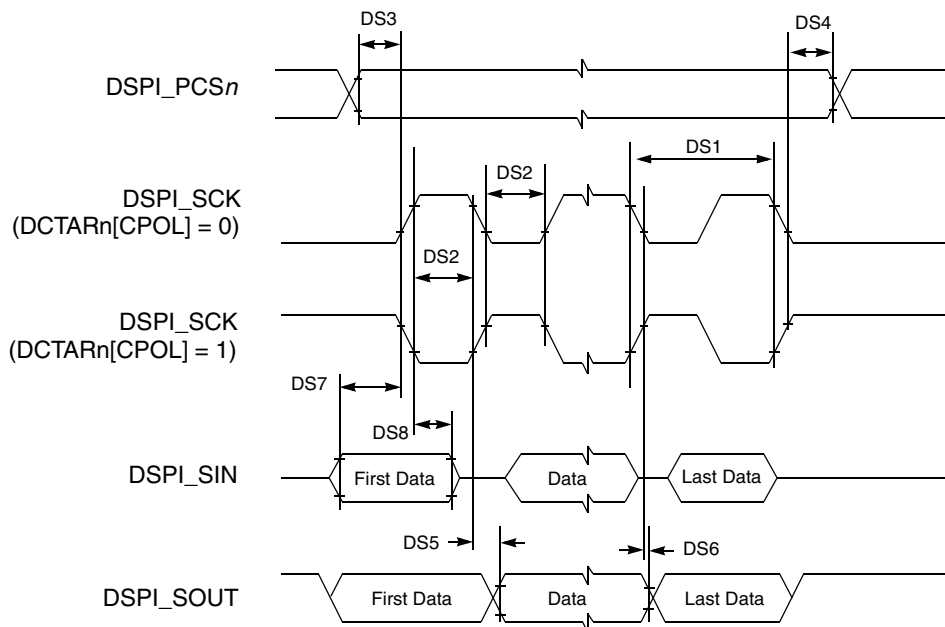 DS3
DS4
DSPI_PCSn
DS1
DS2
DSPI_SCK
(DCTARn[CPOL] = 0)
DS2
DSPI_SCK
(DCTARn[CPOL] = 1)
DS7
DS8
DSPI_SIN
First Data
Data
Last Data
DS5
DS6
DSPI_SOUT
First Data
Data
Last Data